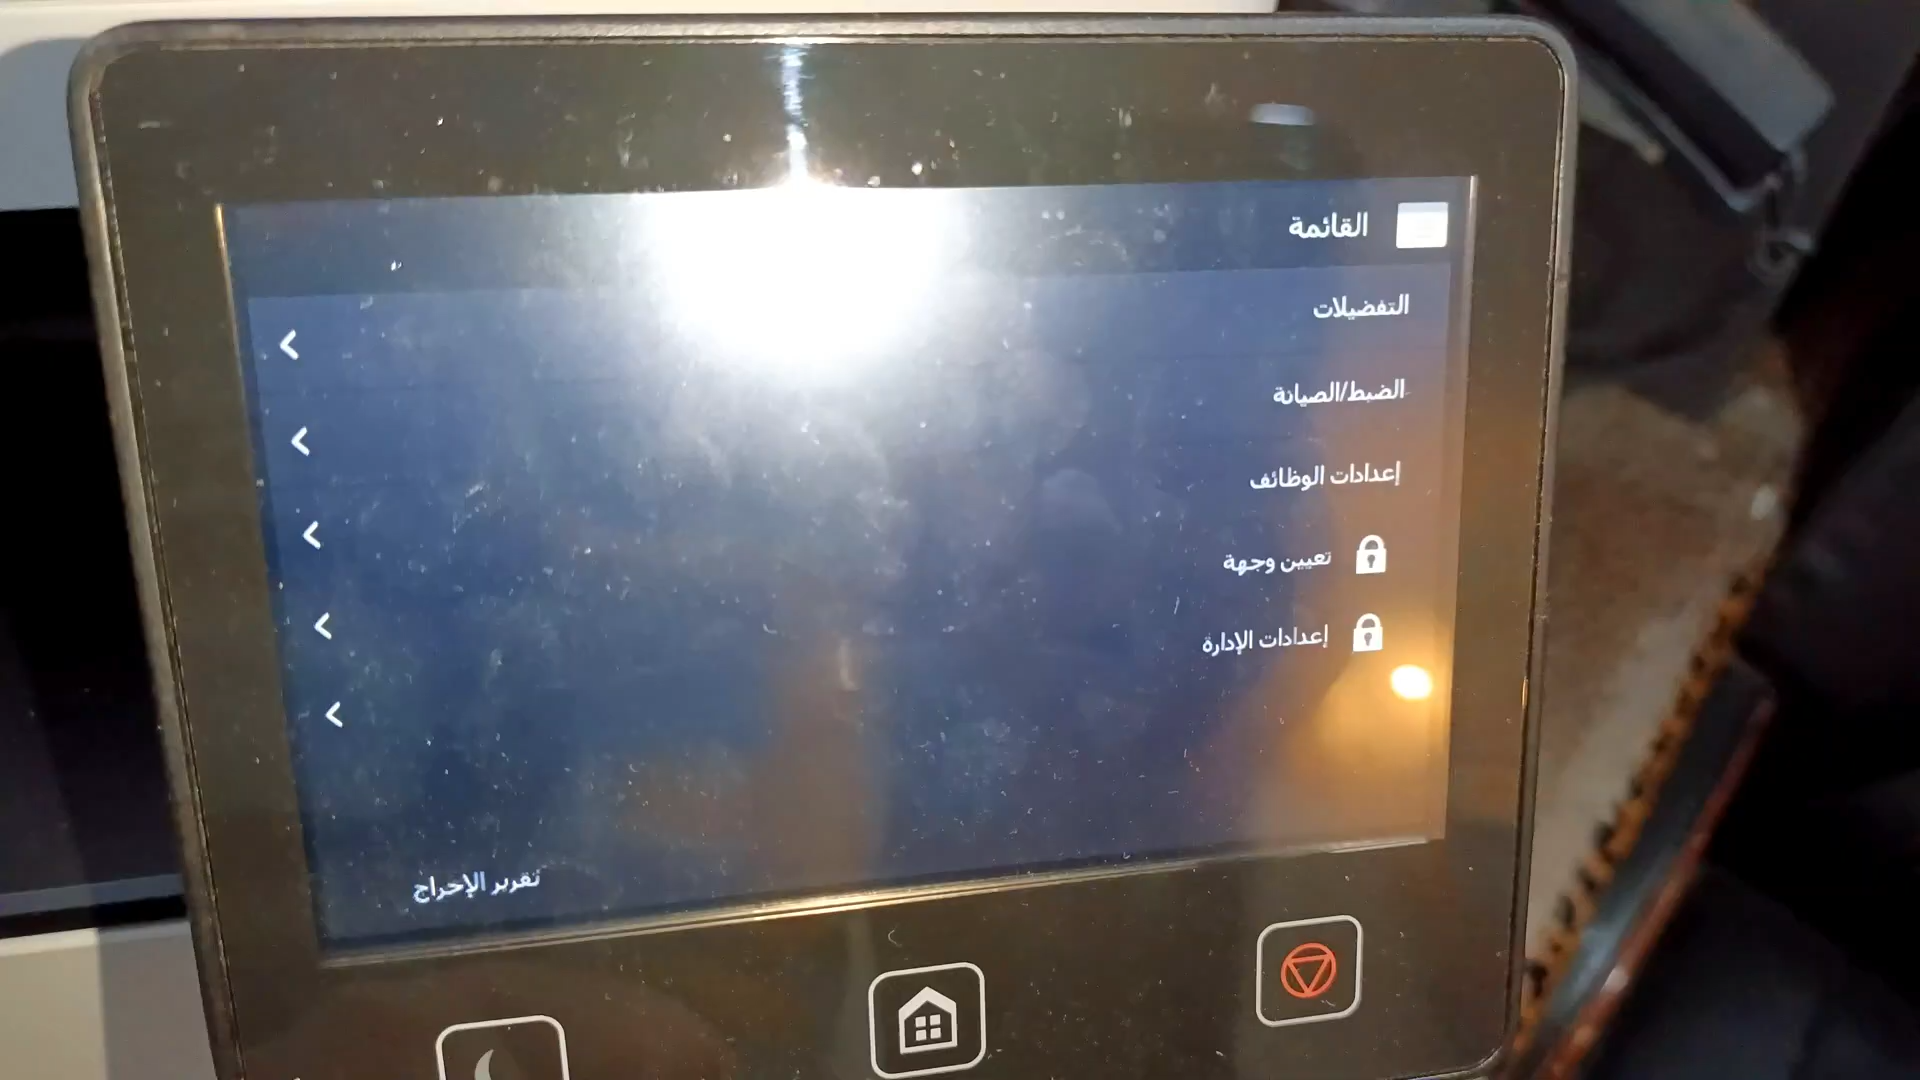 القائمة
التفضيلات
الضبط/الصيانة
إعدادات الوظائف
تعيين وجهة
إعدادات الإدارة
تقرير الإخراج